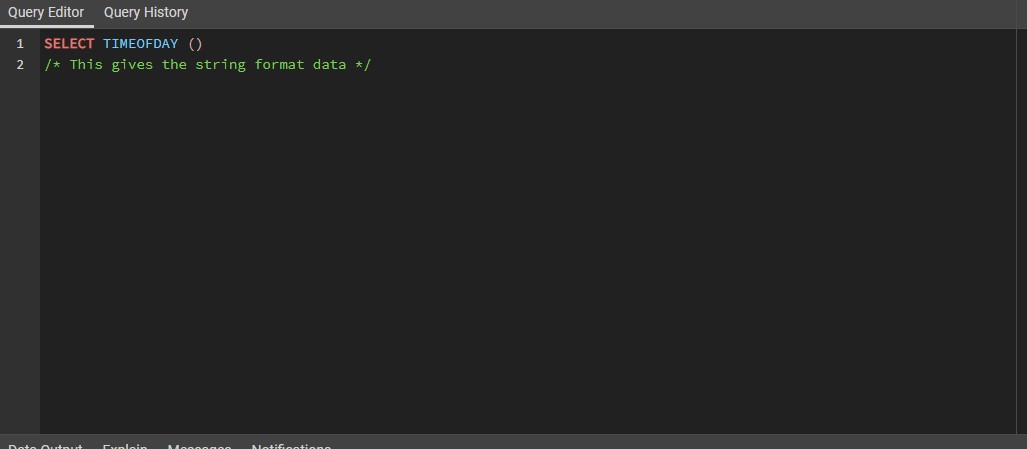 Query Editor Query History
1 SELECT TIMEOFDAY ()
2 /* This gives the string format data */
Data Output Explain Messages Notifications